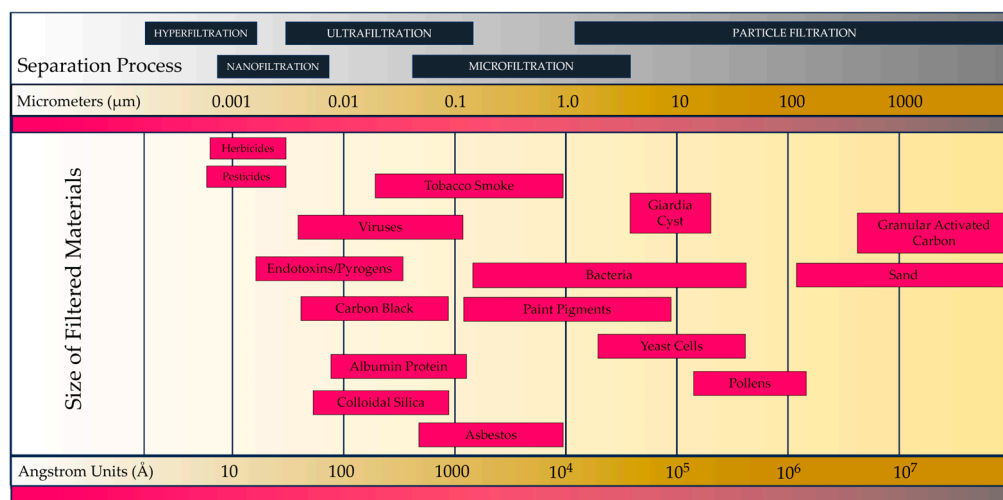 HYPERFILTRATION
ULTRAFILTRATION
PARTICLE FILTRATION
Separation Process
NANOFILTRATION
MICROFILTRATION
Micrometers (µm) 0.001 0.01 0.1 1.0 10 100 1000
Size of Filtered Materials
Herbicides
Pesticides
Tobacco Smoke
Giardia
Cyst
Viruses
Granular Activated
Carbon
Endotoxins/Pyrogens
Bacteria
Sand
Carbon Black
Paint Pigments
Yeast Cells
Albumin Protein
Pollens
Colloidal Silica
Asbestos
Angstrom Units (Å) 10 100 1000 10⁴ 10⁵ 10⁶ 10⁷